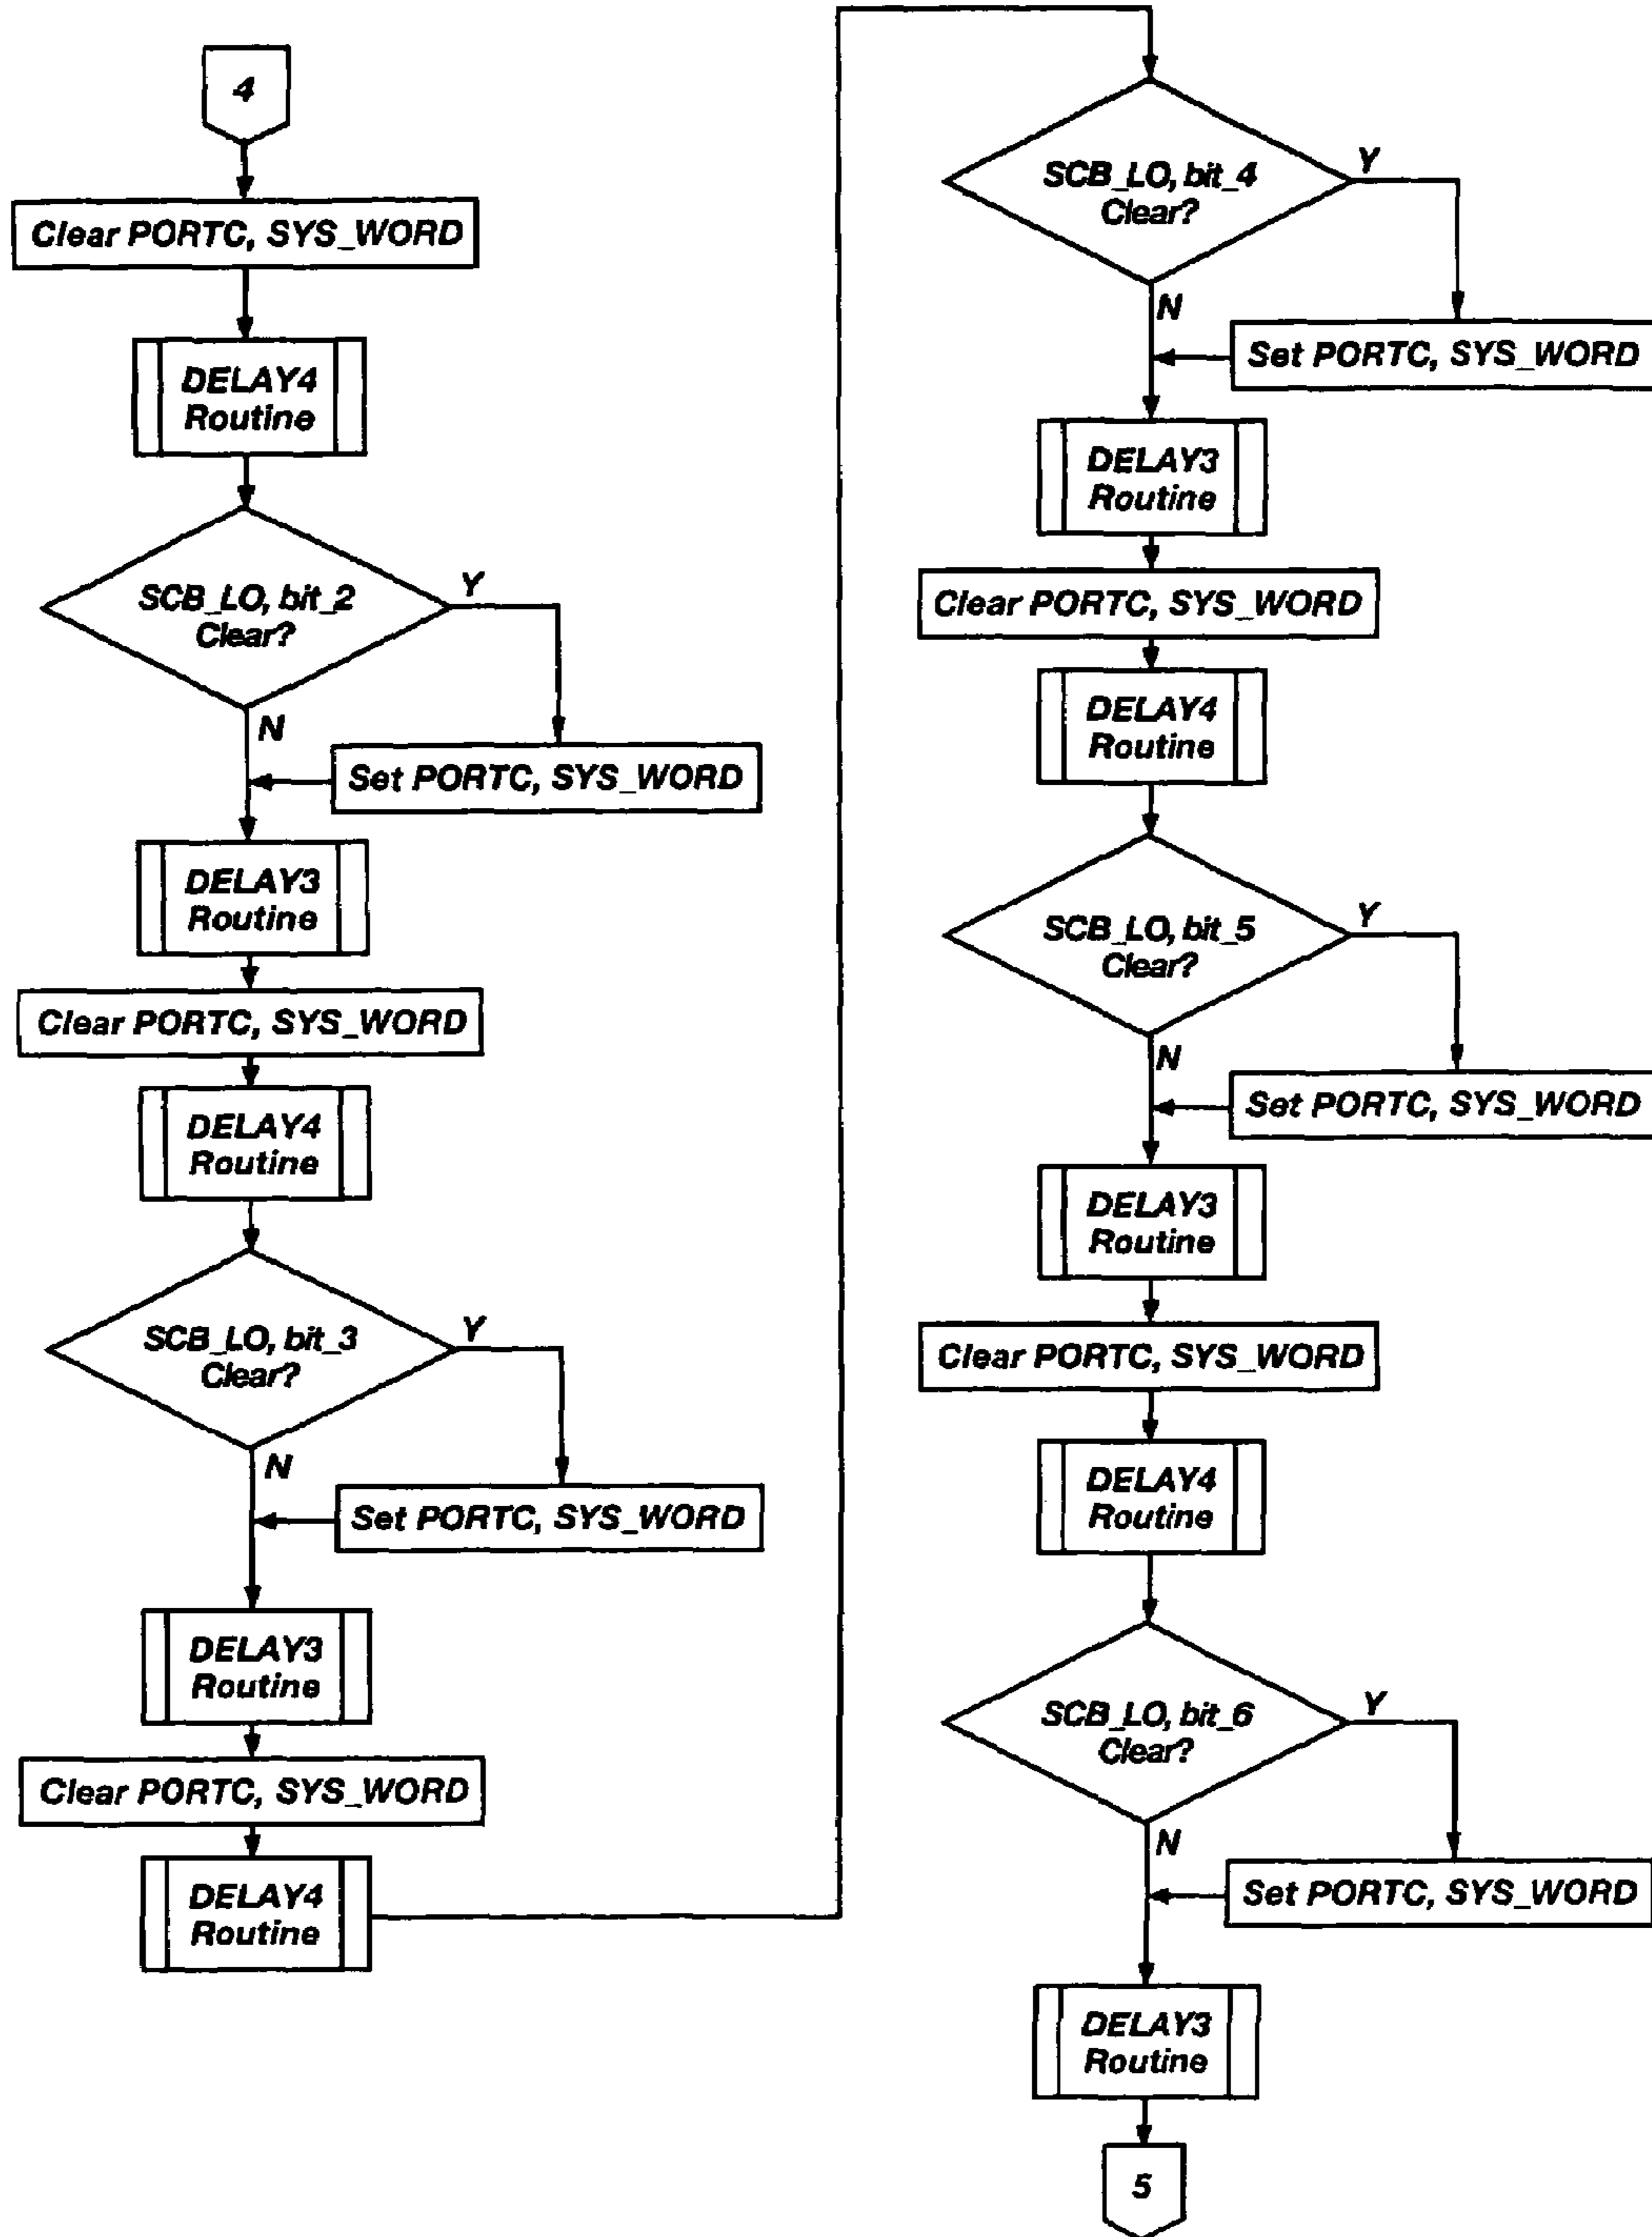 4
Clear PORTC, SYS_WORD
DELAY4
Routine
SCB_LO, bit_2
Clear?
Y
N
Set PORTC, SYS_WORD
DELAY3
Routine
Clear PORTC, SYS_WORD
DELAY4
Routine
SCB_LO, bit_3
Clear?
Y
N
Set PORTC, SYS_WORD
DELAY3
Routine
Clear PORTC, SYS_WORD
DELAY4
Routine
SCB_LO, bit_4
Clear?
Y
N
Set PORTC, SYS_WORD
DELAY3
Routine
Clear PORTC, SYS_WORD
DELAY4
Routine
SCB_LO, bit_5
Clear?
Y
N
Set PORTC, SYS_WORD
DELAY3
Routine
Clear PORTC, SYS_WORD
DELAY4
Routine
SCB_LO, bit_6
Clear?
Y
N
Set PORTC, SYS_WORD
DELAY3
Routine
5